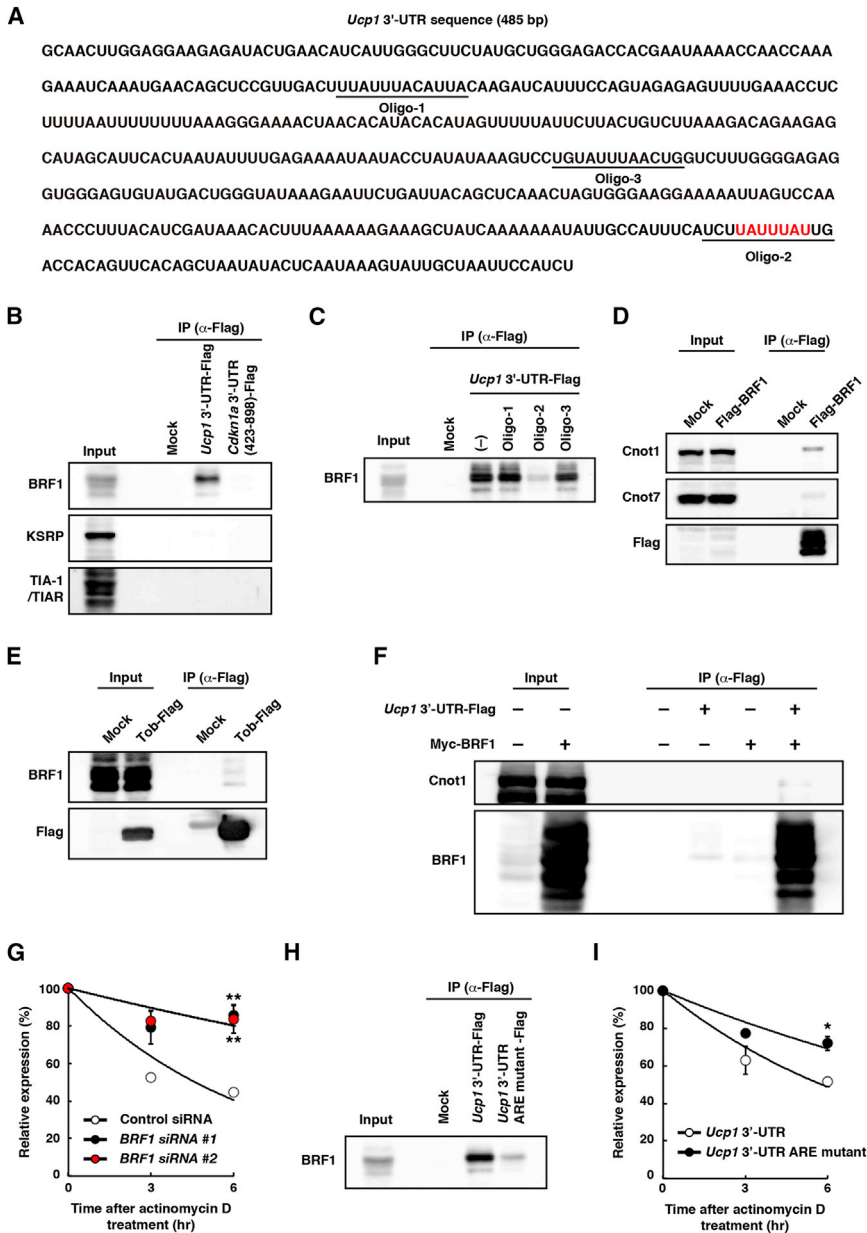 A
Ucp1 3'-UTR sequence (485 bp)
GCAACUUGGAGGAAGAGAUACUGAACAUCAUUGGGCUUCUAUGCUGGGAGACCACGAAUAAAACCAACCAAA
GAAAUCAAAUGAACAGCUCCGUUGACUUUAUUUACAUUACAAGAUCAUUUCCAGUAGAGAGUUUUGAAACCUC
Oligo-1
UUUUAAUUUUUUUUAAAGGGAAAACUAACACAUACACAUAGUUUUUAUUCUUACUGUCUUAAAGACAGAAGAG
CAUAGCAUUCACUAAUAUUUUGAGAAAAUAAUACCUAUAUAAAGUCCUGUAUUUAACUGGUCUUUGGGGAGAG
Oligo-3
GUGGGAGUGUAUGACUGGGUAUAAAGAAUUCUGAUUACAGCUCAAACUAGUGGGAAGGAAAAAUUAGUCCAA
AACCCUUUACAUCGAUAAACACUUUAAAAAAGAAAGCUAUCAAAAAAAUAUUGCCAUUUCAUCUUAUUUAUUG
Oligo-2
ACCACAGUUCACAGCUAAUAUACUCAAUAAAGUAUUGCUAAUUCCAUCU
B
IP (α-Flag)
Input
Mock
Ucp1 3'-UTR-Flag
Cdkn1a 3'-UTR
(423-898)-Flag
BRF1
KSRP
TIA-1
/TIAR
C
IP (α-Flag)
Ucp1 3'-UTR-Flag
Input
Mock
(–)
Oligo-1
Oligo-2
Oligo-3
BRF1
D
Input
IP (α-Flag)
Mock
Flag-BRF1
Mock
Flag-BRF1
Cnot1
Cnot7
Flag
E
Input
IP (α-Flag)
Mock
Tob-Flag
Mock
Tob-Flag
BRF1
Flag
F
Input
IP (α-Flag)
Ucp1 3'-UTR-Flag – – – + – +
Myc-BRF1 – + – – + +
Cnot1
BRF1
G
Relative expression (%)
100
80
60
40
20
0
**
**
Control siRNA
BRF1 siRNA #1
BRF1 siRNA #2
0 3 6
Time after actinomycin D
treatment (hr)
H
IP (α-Flag)
Input
Mock
Ucp1 3'-UTR-Flag
Ucp1 3'-UTR
ARE mutant -Flag
BRF1
I
Relative expression (%)
100
80
60
40
20
0
*
Ucp1 3'-UTR
Ucp1 3'-UTR ARE mutant
0 3 6
Time after actinomycin D
treatment (hr)